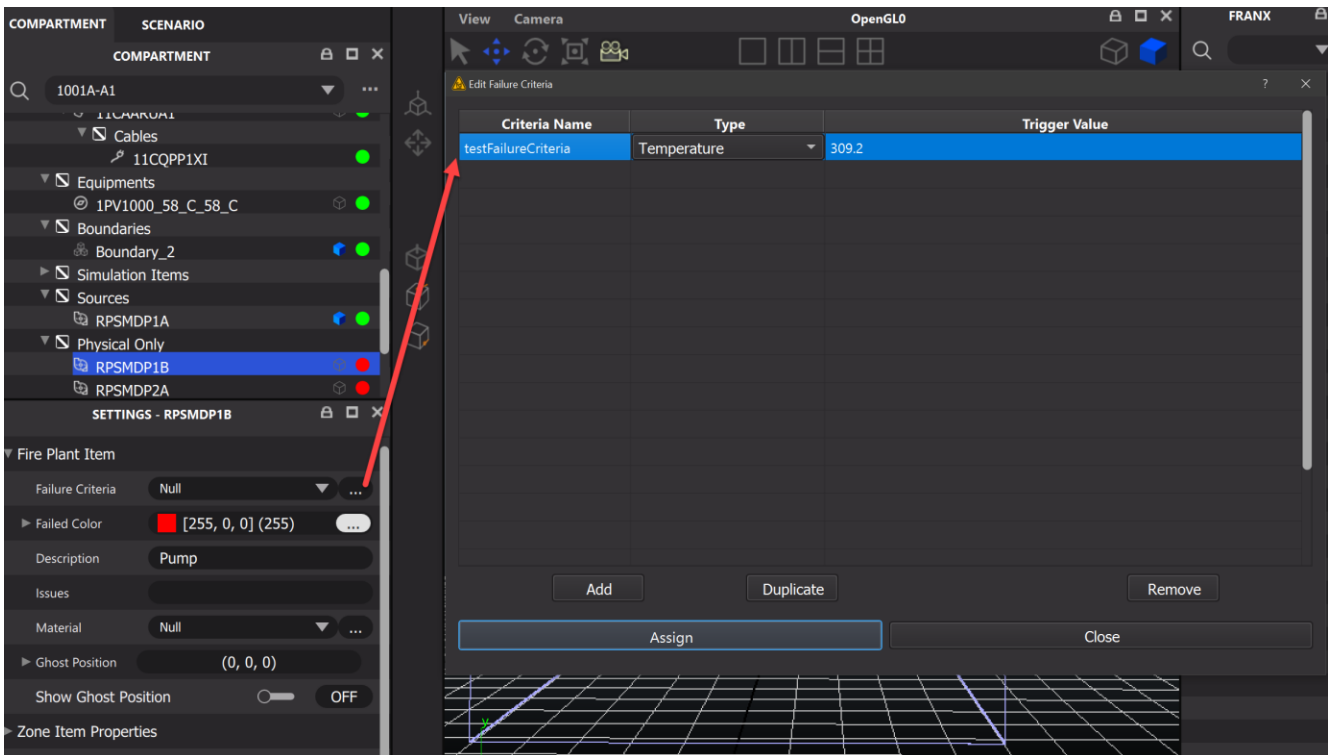 COMPARTMENT SCENARIO
COMPARTMENT
1001A-A1
...
11CAARUA1
Cables
11CQPP1XI
Equipments
1PV1000_58_C_58_C
Boundaries
Boundary_2
Simulation Items
Sources
RPSMDP1A
Physical Only
RPSMDP1B
RPSMDP2A
SETTINGS - RPSMDP1B
Fire Plant Item
Failure Criteria Null ...
Failed Color [255, 0, 0] (255) ...
Description Pump
Issues
Material Null ...
Ghost Position (0, 0, 0)
Show Ghost Position OFF
Zone Item Properties
View Camera OpenGL0
Edit Failure Criteria ?
Criteria Name Type Trigger Value
testFailureCriteria Temperature 309.2
Add Duplicate Remove
Assign Close
y
FRANX